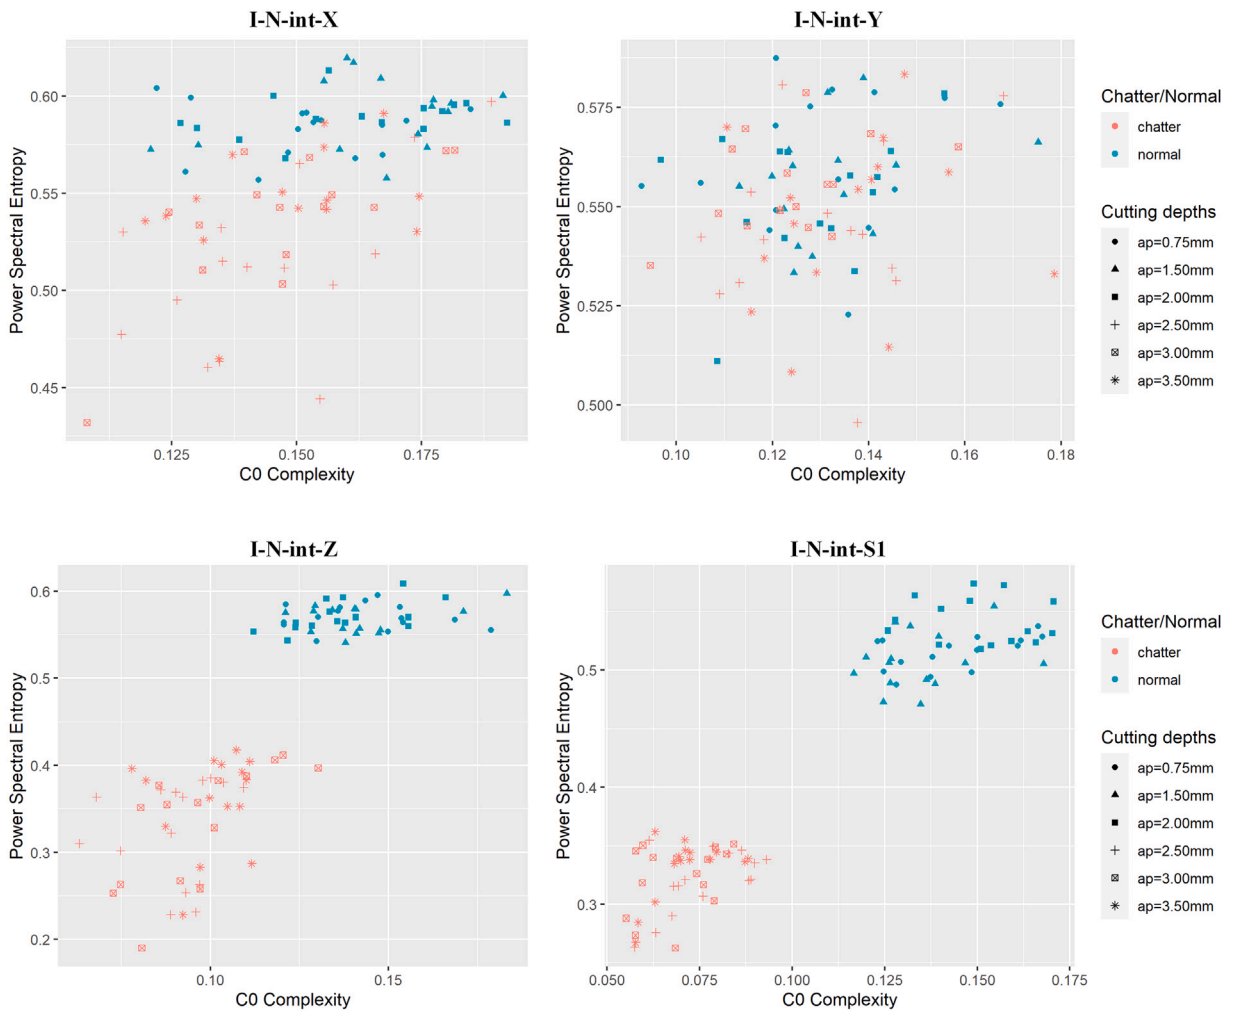 I-N-int-X
I-N-int-Y
Power Spectral Entropy
0.60
0.55
0.50
0.45
0.125
0.150
0.175
C0 Complexity
Power Spectral Entropy
0.575
0.550
0.525
0.500
0.10
0.12
0.14
0.16
0.18
C0 Complexity
Chatter/Normal
chatter
normal
Cutting depths
ap=0.75mm
ap=1.50mm
ap=2.00mm
ap=2.50mm
ap=3.00mm
ap=3.50mm
I-N-int-Z
I-N-int-S1
Power Spectral Entropy
0.6
0.5
0.4
0.3
0.2
0.10
0.15
C0 Complexity
Power Spectral Entropy
0.5
0.4
0.3
0.050
0.075
0.100
0.125
0.150
0.175
C0 Complexity
Chatter/Normal
chatter
normal
Cutting depths
ap=0.75mm
ap=1.50mm
ap=2.00mm
ap=2.50mm
ap=3.00mm
ap=3.50mm